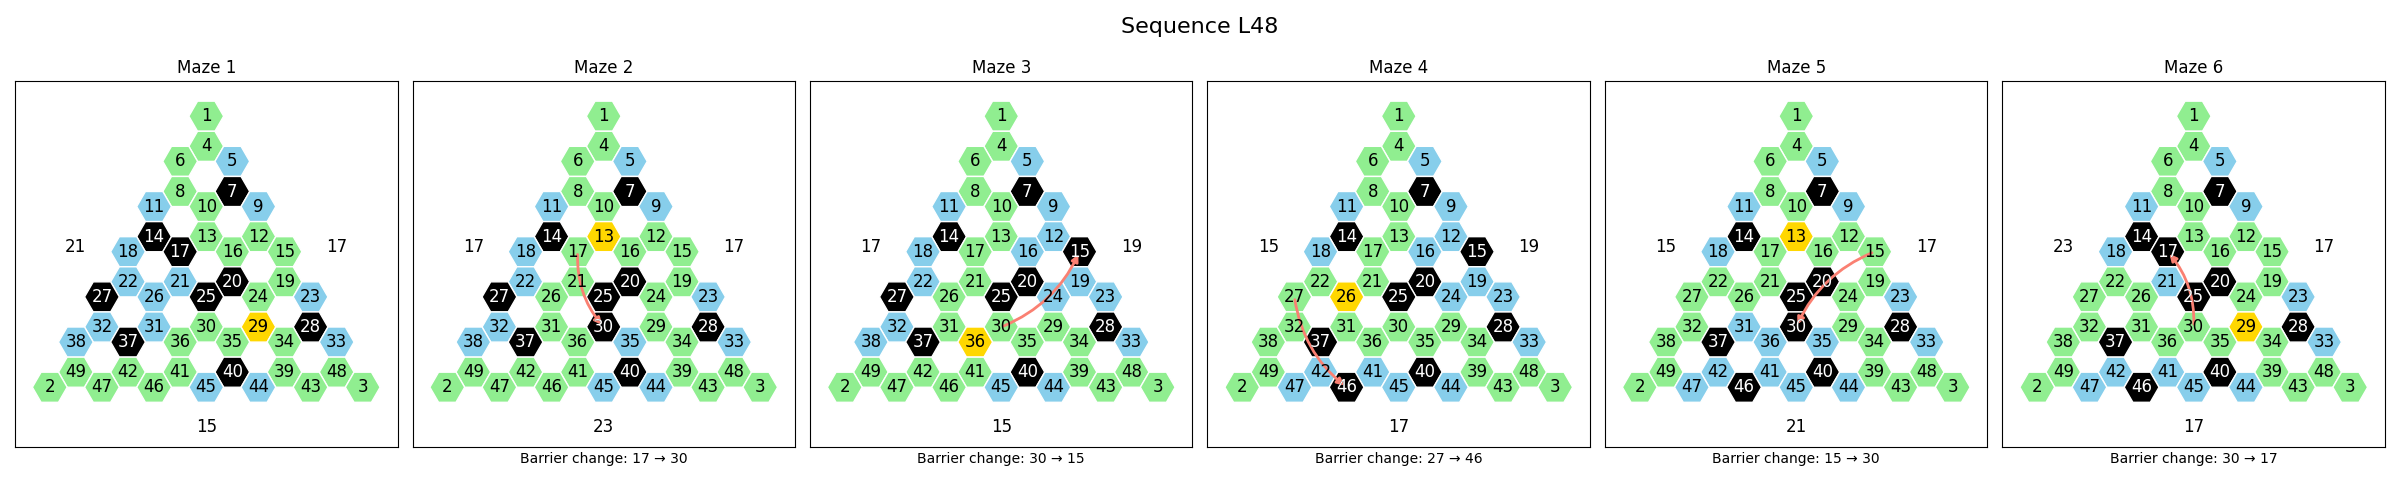 Sequence L48
Maze 1
1
4
6 5
8 7
11 10 9
14 13 12
21 18 17 16 15 17
22 21 20 19
27 26 25 24 23
32 31 30 29 28
38 37 36 35 34 33
49 42 41 40 39 48
2 47 46 45 44 43 3
15
Maze 2
1
4
6 5
8 7
11 10 9
14 13 12
17 18 17 16 15 17
22 21 20 19
27 26 25 24 23
32 31 30 29 28
38 37 36 35 34 33
49 42 41 40 39 48
2 47 46 45 44 43 3
23
Barrier change: 17 → 30
Maze 3
1
4
6 5
8 7
11 10 9
14 13 12
17 18 17 16 15 19
22 21 20 19
27 26 25 24 23
32 31 30 29 28
38 37 36 35 34 33
49 42 41 40 39 48
2 47 46 45 44 43 3
15
Barrier change: 30 → 15
Maze 4
1
4
6 5
8 7
11 10 9
14 13 12
15 18 17 16 15 19
22 21 20 19
27 26 25 24 23
32 31 30 29 28
38 37 36 35 34 33
49 42 41 40 39 48
2 47 46 45 44 43 3
17
Barrier change: 27 → 46
Maze 5
1
4
6 5
8 7
11 10 9
14 13 12
15 18 17 16 15 17
22 21 20 19
27 26 25 24 23
32 31 30 29 28
38 37 36 35 34 33
49 42 41 40 39 48
2 47 46 45 44 43 3
21
Barrier change: 15 → 30
Maze 6
1
4
6 5
8 7
11 10 9
14 13 12
23 18 17 16 15 17
22 21 20 19
27 26 25 24 23
32 31 30 29 28
38 37 36 35 34 33
49 42 41 40 39 48
2 47 46 45 44 43 3
17
Barrier change: 30 → 17